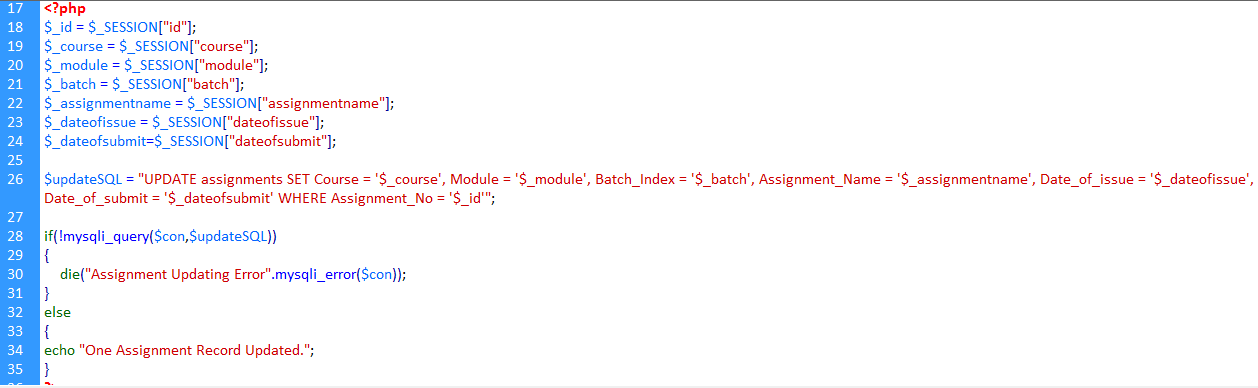 17 <?php
18 $_id = $_SESSION["id"];
19 $_course = $_SESSION["course"];
20 $_module = $_SESSION["module"];
21 $_batch = $_SESSION["batch"];
22 $_assignmentname = $_SESSION["assignmentname"];
23 $_dateofissue = $_SESSION["dateofissue"];
24 $_dateofsubmit=$_SESSION["dateofsubmit"];
25
26 $updateSQL = "UPDATE assignments SET Course = '$_course', Module = '$_module', Batch_Index = '$_batch', Assignment_Name = '$_assignmentname', Date_of_issue = '$_dateofissue',
Date_of_submit = '$_dateofsubmit' WHERE Assignment_No = '$_id'";
27
28 if(!mysqli_query($con,$updateSQL))
29 {
30 die("Assignment Updating Error".mysqli_error($con));
31 }
32 else
33 {
34 echo "One Assignment Record Updated.";
35 }